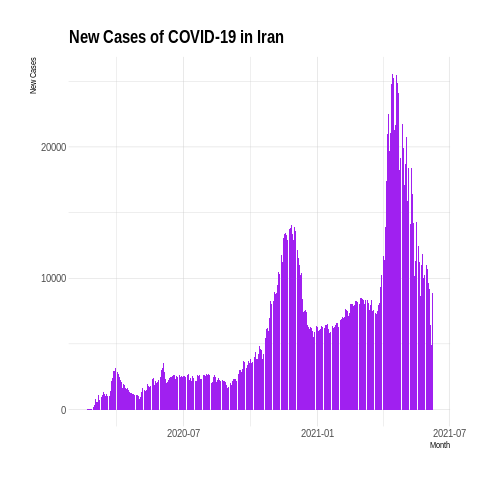 New Cases of COVID-19 in Iran
New Cases
20000
10000
0
2020-07
2021-01
2021-07
Month